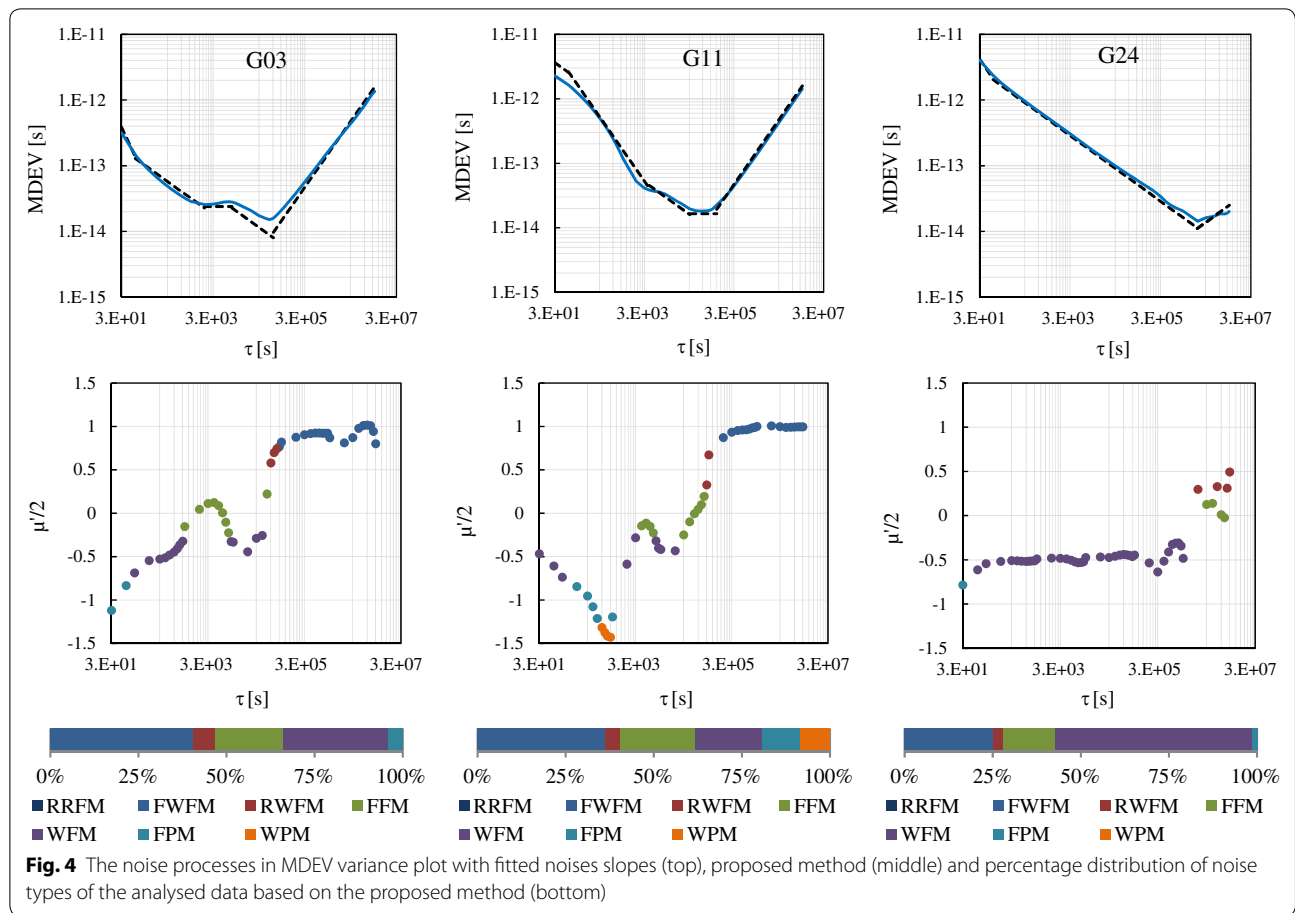 G03
1.E-11
1.E-12
1.E-13
1.E-14
1.E-15
MDEV [s]
3.E+01 3.E+03 3.E+05 3.E+07
τ [s]
G11
1.E-11
1.E-12
1.E-13
1.E-14
1.E-15
MDEV [s]
3.E+01 3.E+03 3.E+05 3.E+07
τ [s]
G24
1.E-11
1.E-12
1.E-13
1.E-14
1.E-15
MDEV [s]
3.E+01 3.E+03 3.E+05 3.E+07
τ [s]
1.5
1
0.5
0
-0.5
-1
-1.5
μ'/2
3.E+01 3.E+03 3.E+05 3.E+07
τ [s]
1.5
1
0.5
0
-0.5
-1
-1.5
μ'/2
3.E+01 3.E+03 3.E+05 3.E+07
τ [s]
1.5
1
0.5
0
-0.5
-1
-1.5
μ'/2
3.E+01 3.E+03 3.E+05 3.E+07
τ [s]
0% 25% 50% 75% 100%
RRFM FWFM RWFM FFM
WFM FPM WPM
0% 25% 50% 75% 100%
RRFM FWFM RWFM FFM
WFM FPM WPM
0% 25% 50% 75% 100%
RRFM FWFM RWFM FFM
WFM FPM WPM
Fig. 4 The noise processes in MDEV variance plot with fitted noises slopes (top), proposed method (middle) and percentage distribution of noise
types of the analysed data based on the proposed method (bottom)